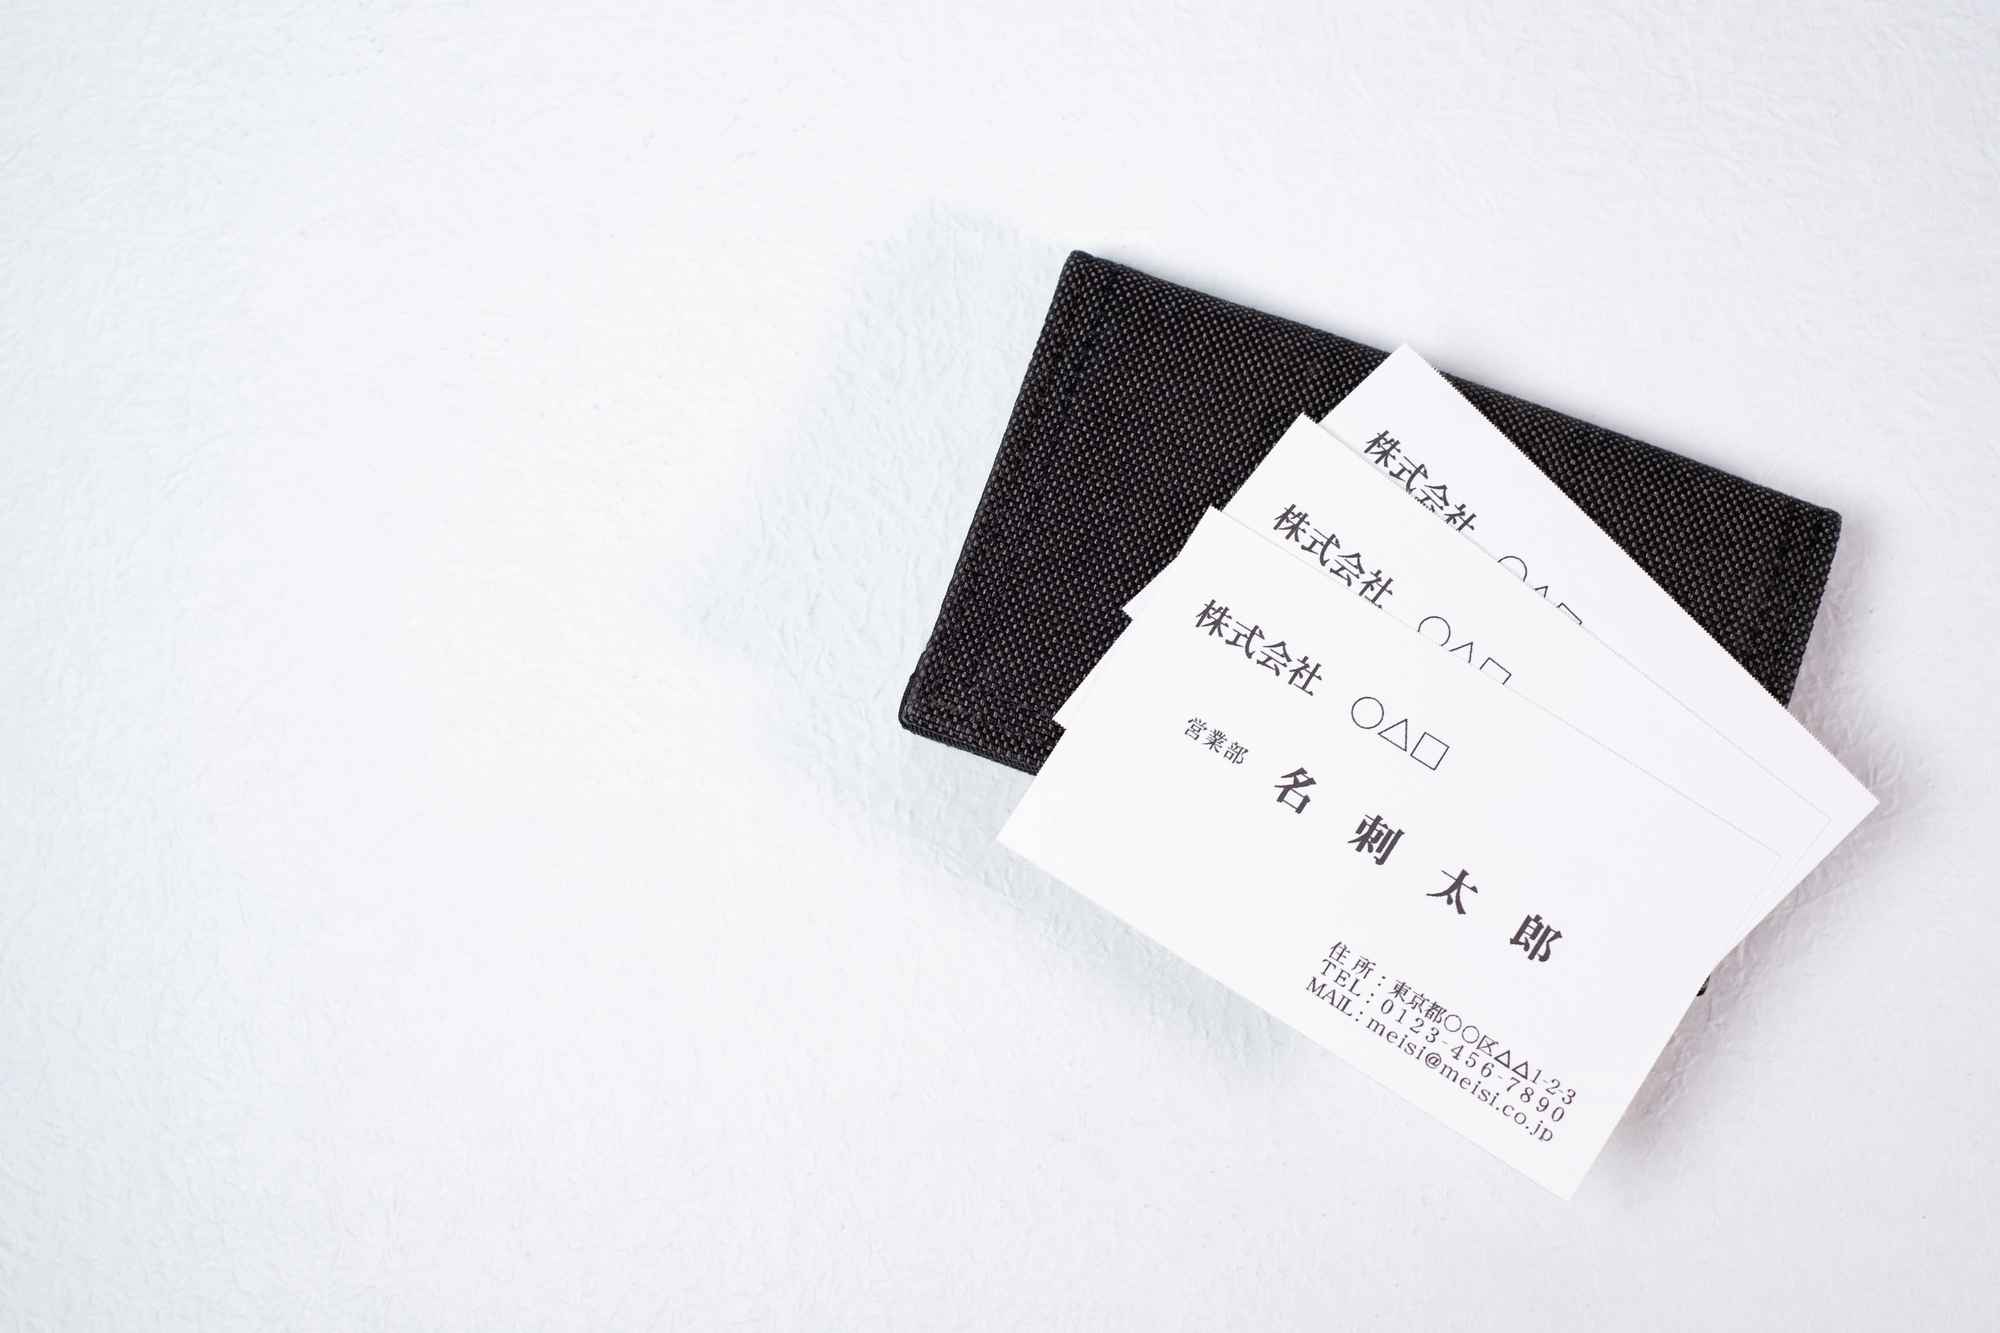 株式会社 ○△□
株式会社 ○△□
株式会社 ○△□
営業部 名刺太郎
住所：東京都○○区△△1-2-3
TEL：0123-456-7890
MAIL：meisi@meisi.co.jp